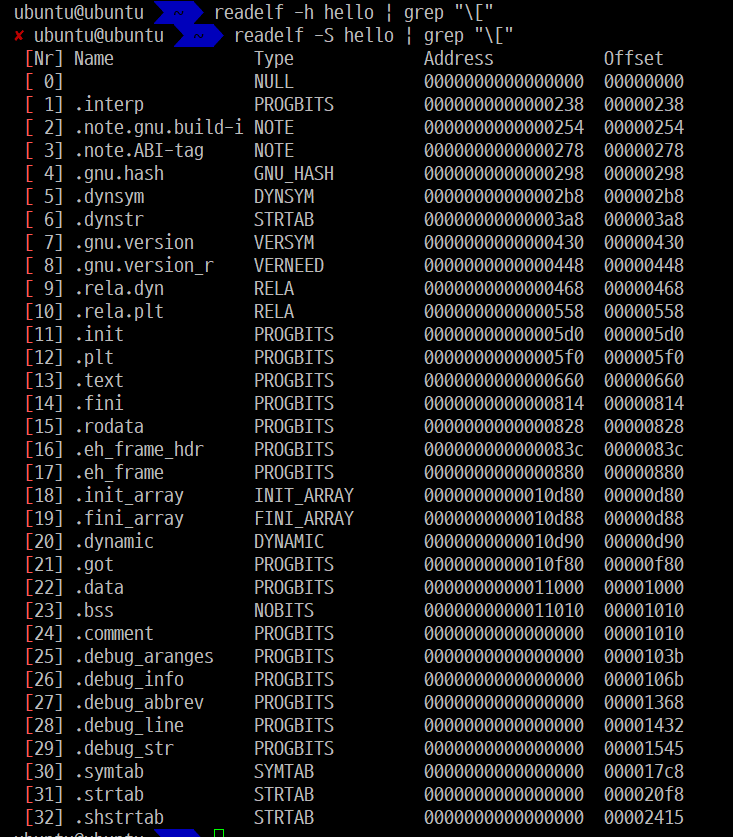 ubuntu@ubuntu ~ readelf -h hello | grep "\["
✘ ubuntu@ubuntu ~ readelf -S hello | grep "\["
[Nr] Name Type Address Offset
[ 0] NULL 0000000000000000 00000000
[ 1] .interp PROGBITS 0000000000000238 00000238
[ 2] .note.gnu.build-i NOTE 0000000000000254 00000254
[ 3] .note.ABI-tag NOTE 0000000000000278 00000278
[ 4] .gnu.hash GNU_HASH 0000000000000298 00000298
[ 5] .dynsym DYNSYM 00000000000002b8 000002b8
[ 6] .dynstr STRTAB 00000000000003a8 000003a8
[ 7] .gnu.version VERSYM 0000000000000430 00000430
[ 8] .gnu.version_r VERNEED 0000000000000448 00000448
[ 9] .rela.dyn RELA 0000000000000468 00000468
[10] .rela.plt RELA 0000000000000558 00000558
[11] .init PROGBITS 00000000000005d0 000005d0
[12] .plt PROGBITS 00000000000005f0 000005f0
[13] .text PROGBITS 0000000000000660 00000660
[14] .fini PROGBITS 0000000000000814 00000814
[15] .rodata PROGBITS 0000000000000828 00000828
[16] .eh_frame_hdr PROGBITS 000000000000083c 0000083c
[17] .eh_frame PROGBITS 0000000000000880 00000880
[18] .init_array INIT_ARRAY 0000000000010d80 00000d80
[19] .fini_array FINI_ARRAY 0000000000010d88 00000d88
[20] .dynamic DYNAMIC 0000000000010d90 00000d90
[21] .got PROGBITS 0000000000010f80 00000f80
[22] .data PROGBITS 0000000000011000 00001000
[23] .bss NOBITS 0000000000011010 00001010
[24] .comment PROGBITS 0000000000000000 00001010
[25] .debug_aranges PROGBITS 0000000000000000 0000103b
[26] .debug_info PROGBITS 0000000000000000 0000106b
[27] .debug_abbrev PROGBITS 0000000000000000 00001368
[28] .debug_line PROGBITS 0000000000000000 00001432
[29] .debug_str PROGBITS 0000000000000000 00001545
[30] .symtab SYMTAB 0000000000000000 000017c8
[31] .strtab STRTAB 0000000000000000 000020f8
[32] .shstrtab STRTAB 0000000000000000 00002415
ubuntu@ubuntu ~